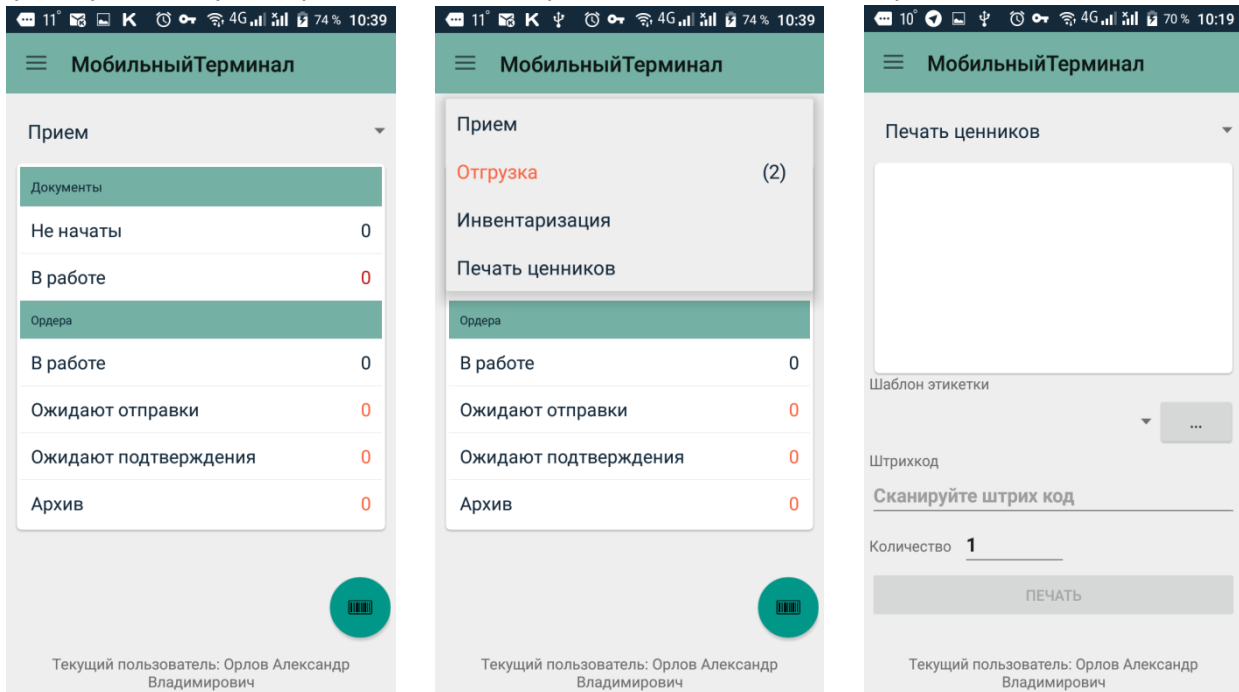 11° K 4G 74 % 10:39
МобильныйТерминал
Прием
Документы
Не начаты 0
В работе 0
Ордера
В работе 0
Ожидают отправки 0
Ожидают подтверждения 0
Архив 0
Текущий пользователь: Орлов Александр
Владимирович
11° K 4G 74 % 10:39
МобильныйТерминал
Прием
Отгрузка (2)
Инвентаризация
Печать ценников
Ордера
В работе 0
Ожидают отправки 0
Ожидают подтверждения 0
Архив 0
Текущий пользователь: Орлов Александр
Владимирович
10° 4G 70 % 10:19
МобильныйТерминал
Печать ценников
Шаблон этикетки
...
Штрихкод
Сканируйте штрих код
Количество 1
ПЕЧАТЬ
Текущий пользователь: Орлов Александр
Владимирович